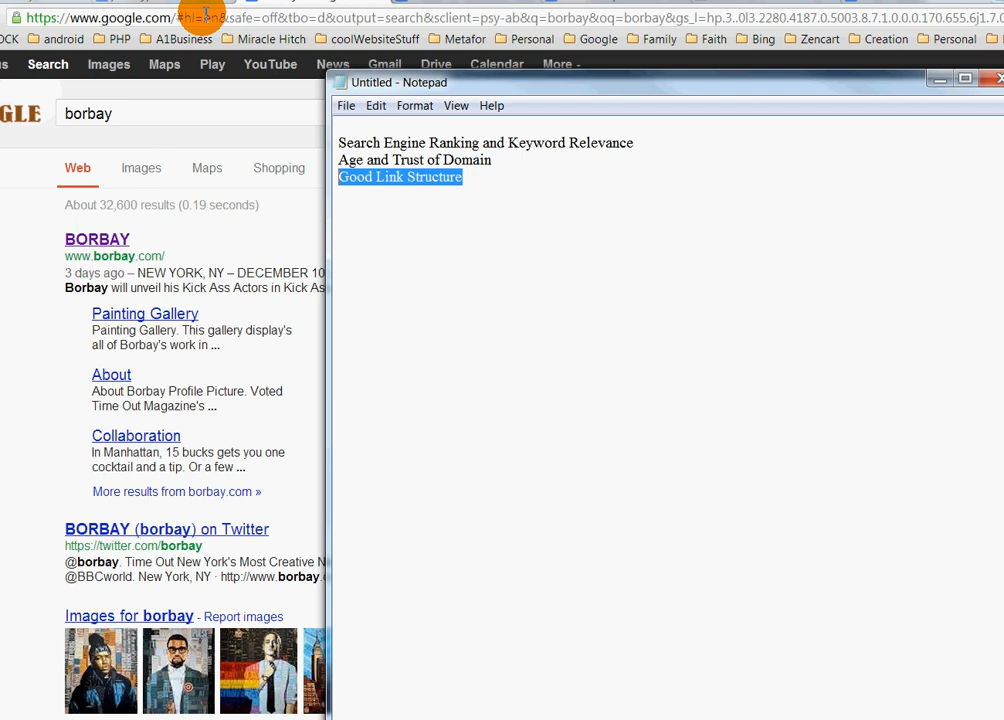 https://www.google.com/#hl=en&safe=off&tbo=d&output=search&sclient=psy-ab&q=borbay&oq=borbay&gs_l=hp.3..0l3.2280.4187.0.5003.8.7.1.0.0.0.170.655.6j1.7.0
OCK android PHP A1Business Miracle Hitch coolWebsiteStuff Metafor Personal Google Family Faith Bing Zencart Creation Personal
Search Images Maps Play YouTube News Gmail Drive Calendar More
Untitled - Notepad
File Edit Format View Help
GLE borbay
Search Engine Ranking and Keyword Relevance
Age and Trust of Domain
Good Link Structure
Web Images Maps Shopping
About 32,600 results (0.19 seconds)
BORBAY
www.borbay.com/
3 days ago – NEW YORK, NY – DECEMBER 10
Borbay will unveil his Kick Ass Actors in Kick As
Painting Gallery
Painting Gallery. This gallery display's
all of Borbay's work in ...
About
About Borbay Profile Picture. Voted
Time Out Magazine's ...
Collaboration
In Manhattan, 15 bucks gets you one
cocktail and a tip. Or a few ...
More results from borbay.com »
BORBAY (borbay) on Twitter
https://twitter.com/borbay
@borbay. Time Out New York's Most Creative N
@BBCworld. New York, NY · http://www.borbay.
Images for borbay - Report images